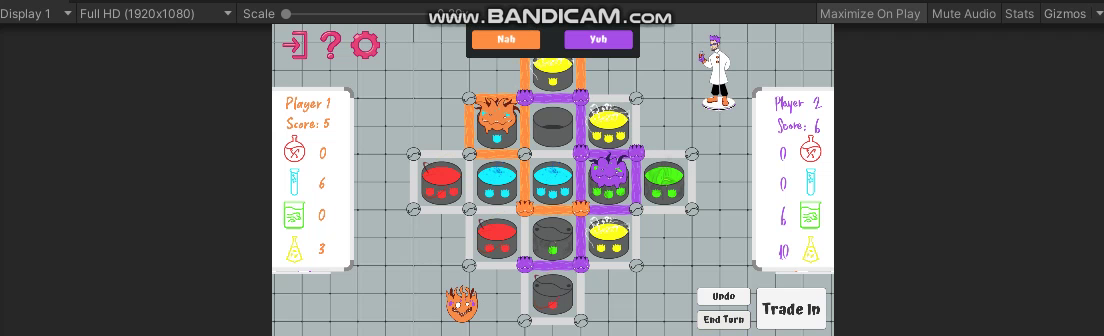 Display 1 Full HD (1920x1080) Scale Maximize On Play Mute Audio Stats Gizmos
www.BANDICAM.com
Nah Yuh
Player 1
Score: 5
0
6
0
3
Player 2
Score: 6
0
0
6
10
Undo
End Turn
Trade In